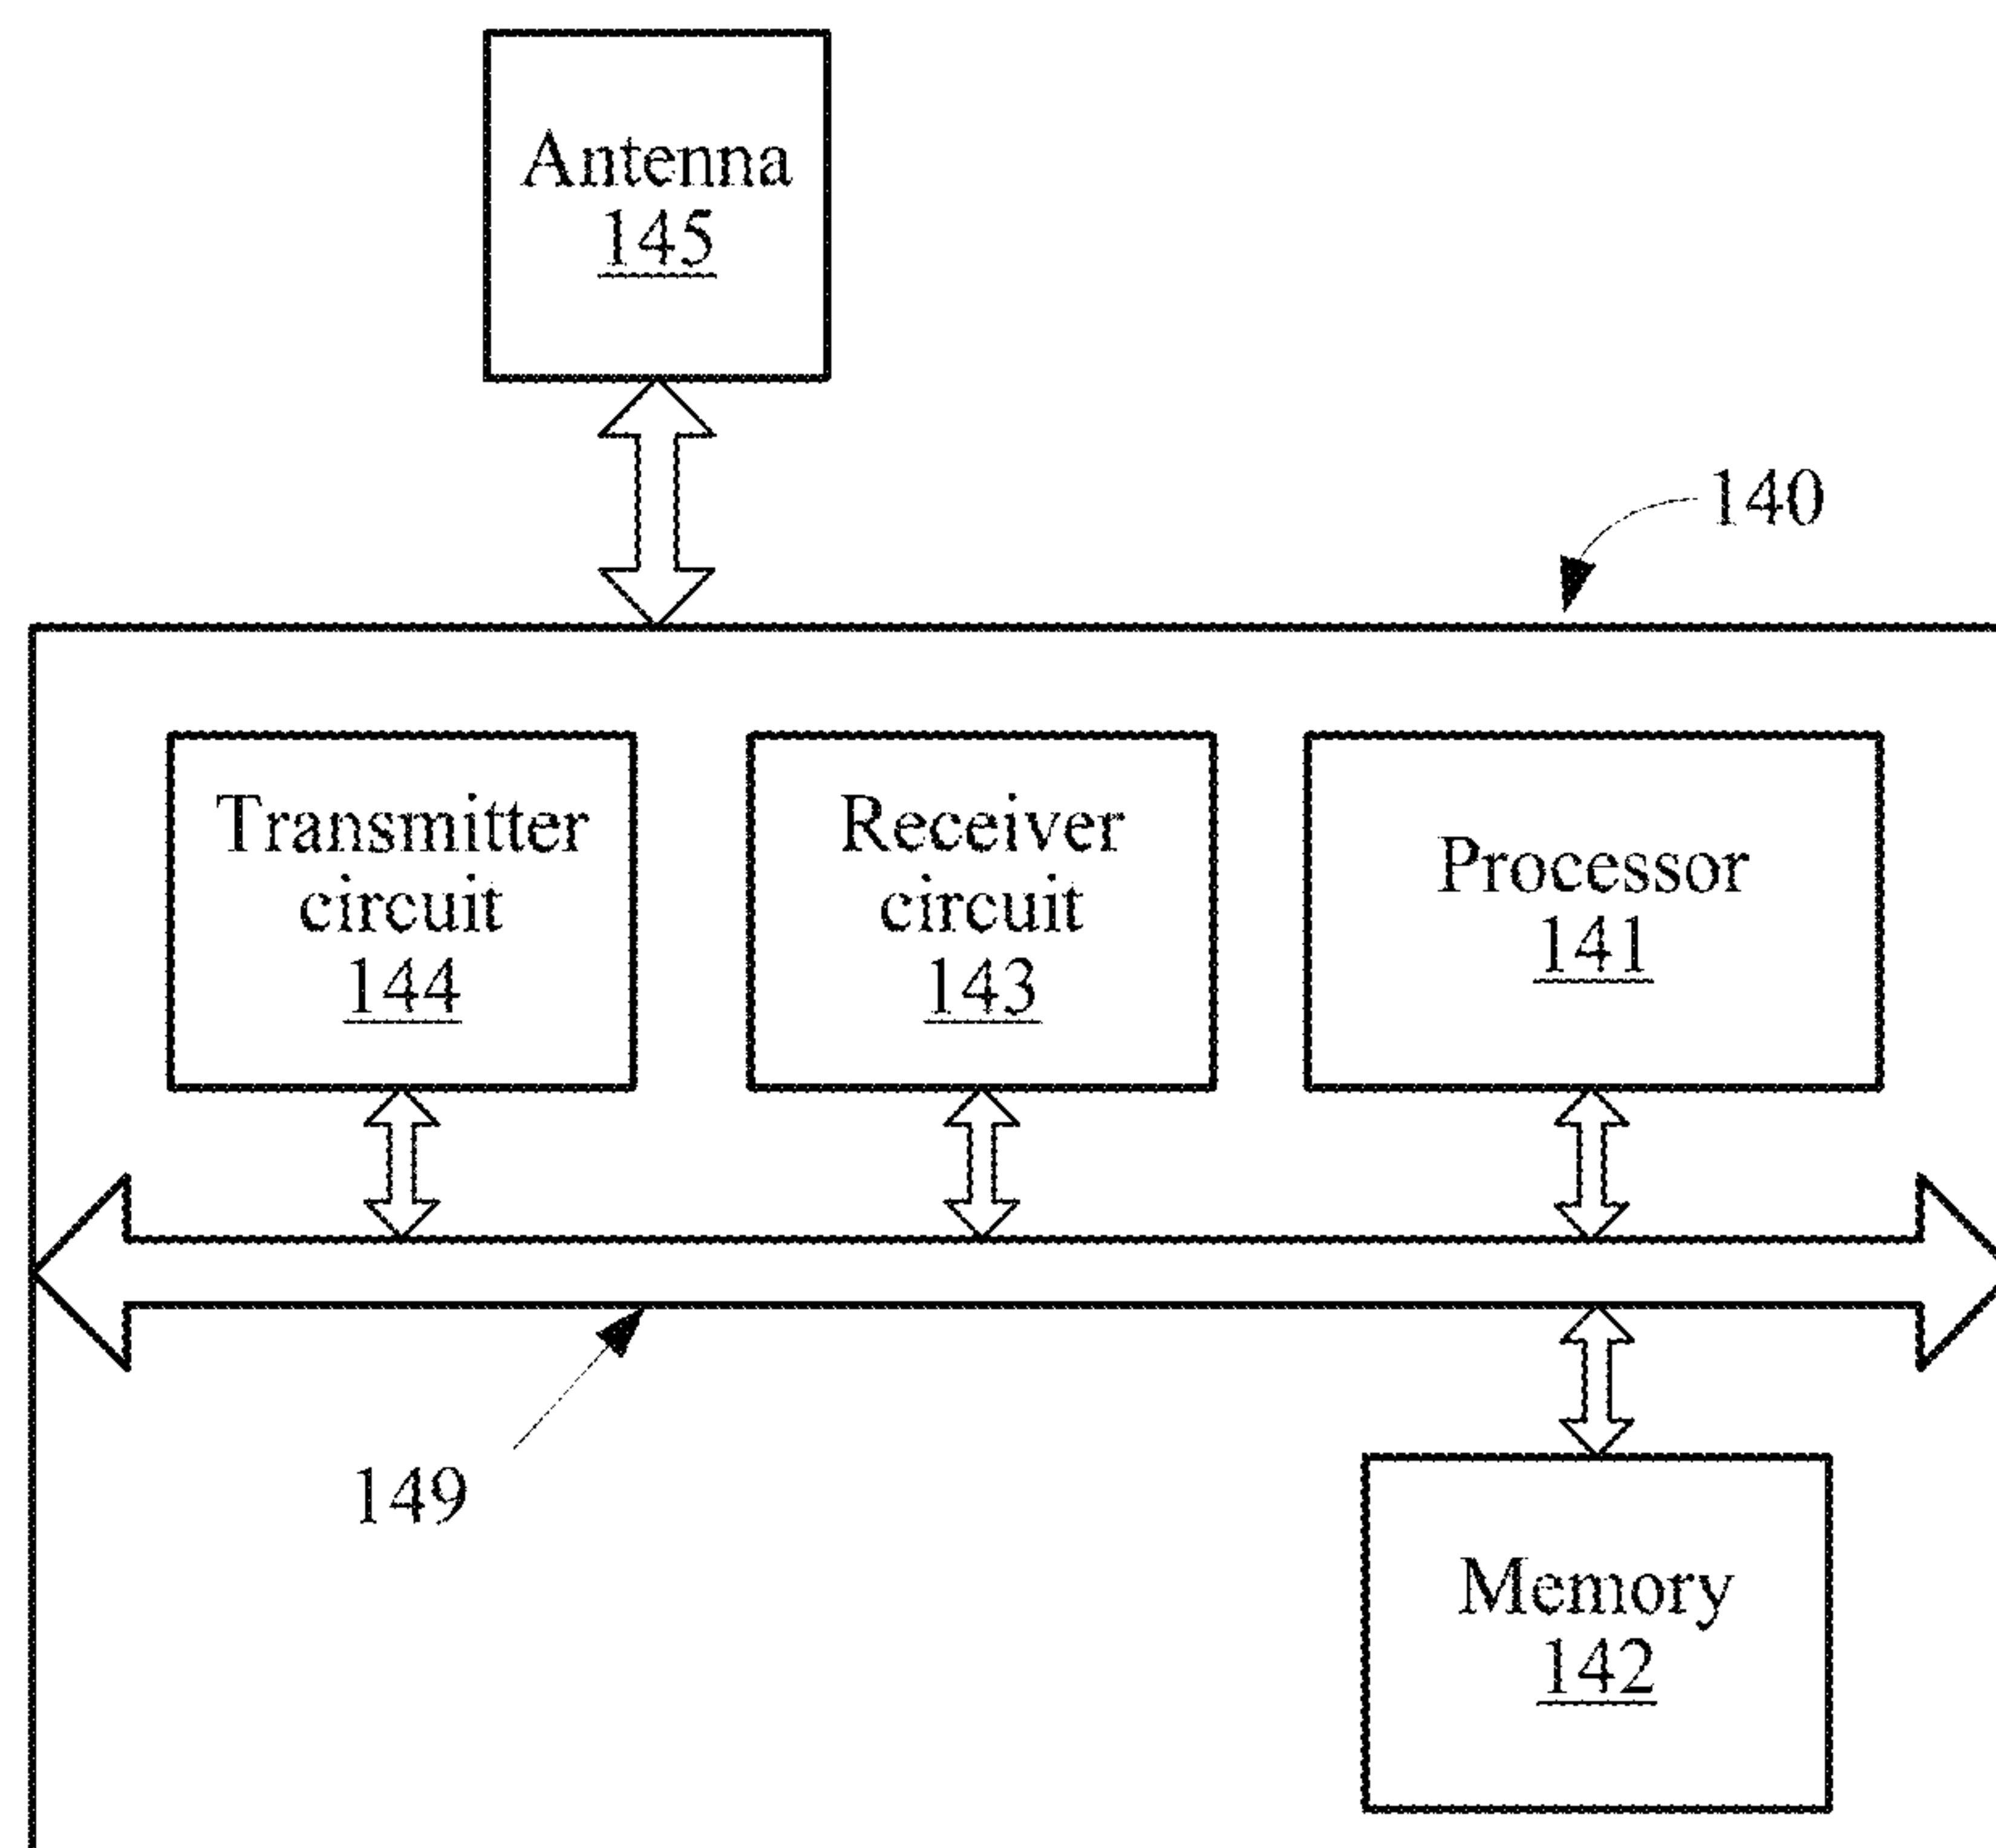 Antenna
145
140
Transmitter
circuit
144
Receiver
circuit
143
Processor
141
149
Memory
142